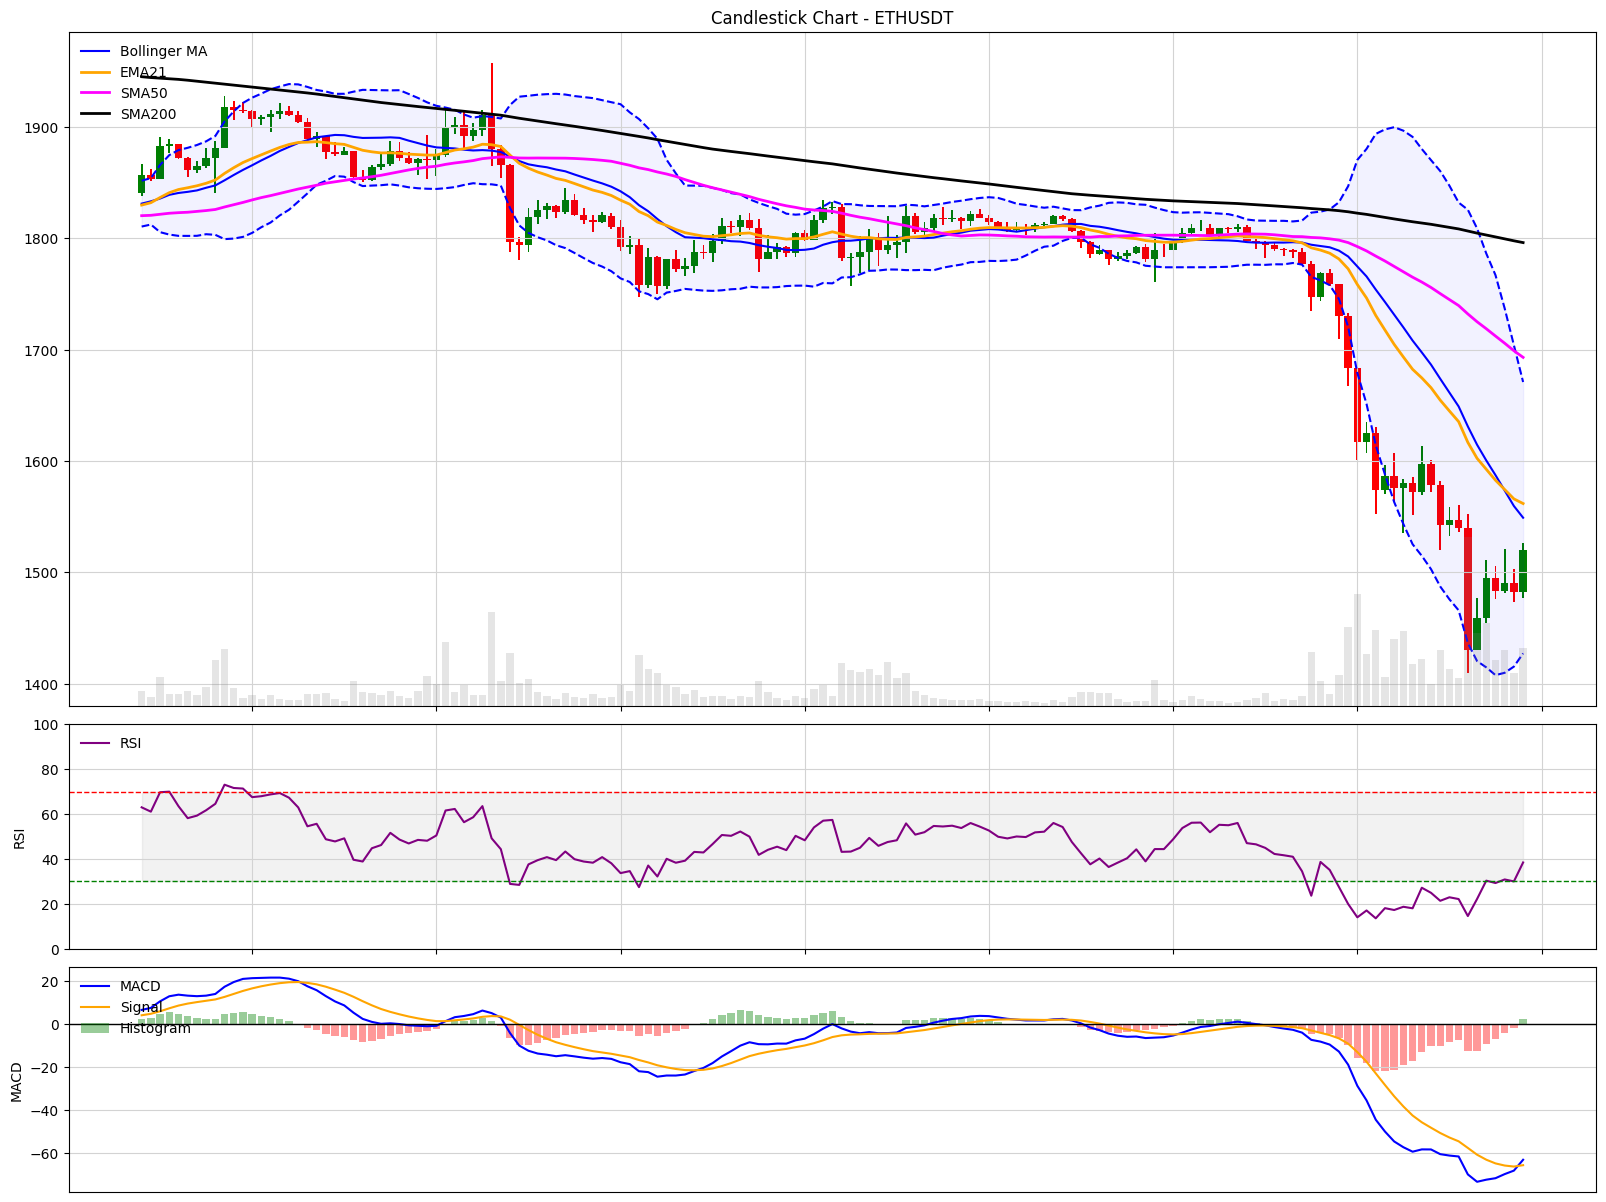 Candlestick Chart - ETHUSDT
Bollinger MA
EMA21
SMA50
SMA200
1900
1800
1700
1600
1500
1400
100
RSI
80
60
RSI
40
20
0
MACD
20
Signal
0
Histogram
−20
MACD
−40
−60